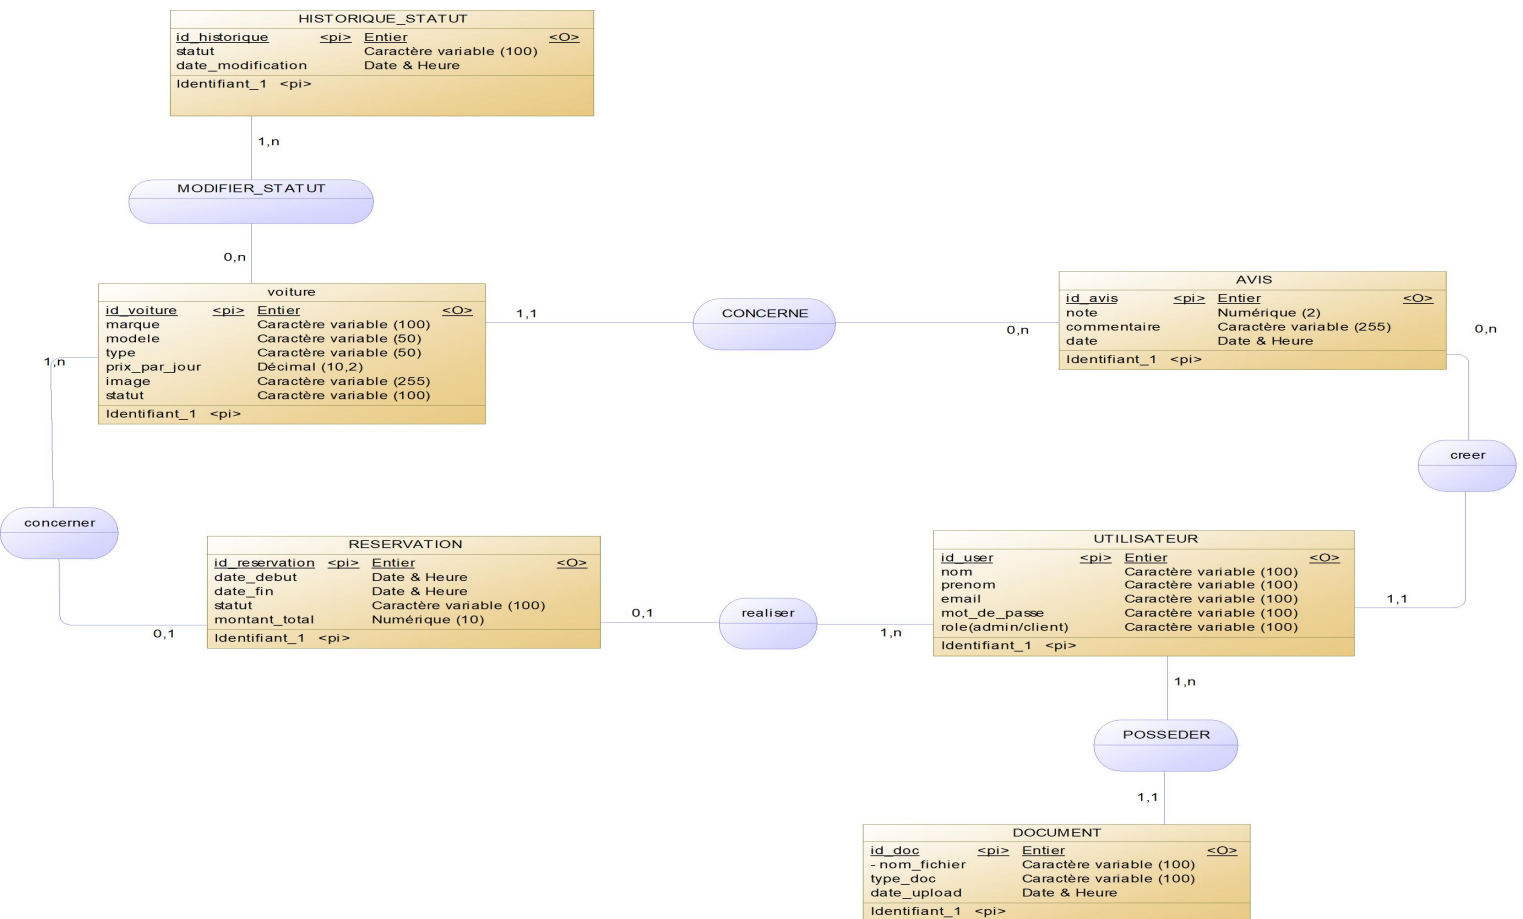 HISTORIQUE_STATUT
id_historique <pi> Entier <O>
statut Caractère variable (100)
date_modification Date & Heure
Identifiant_1 <pi>
1,n
MODIFIER_STATUT
0,n
voiture
id_voiture <pi> Entier <O>
marque Caractère variable (100)
modele Caractère variable (50)
type Caractère variable (50)
prix_par_jour Décimal (10,2)
image Caractère variable (255)
statut Caractère variable (100)
Identifiant_1 <pi>
1,1
CONCERNE
0,n
AVIS
id_avis <pi> Entier <O>
note Numérique (2)
commentaire Caractère variable (255)
date Date & Heure
Identifiant_1 <pi>
0,n
creer
1,1
1,n
concerner
0,1
RESERVATION
id_reservation <pi> Entier <O>
date_debut Date & Heure
date_fin Date & Heure
statut Caractère variable (100)
montant_total Numérique (10)
Identifiant_1 <pi>
0,1
realiser
1,n
UTILISATEUR
id_user <pi> Entier <O>
nom Caractère variable (100)
prenom Caractère variable (100)
email Caractère variable (100)
mot_de_passe Caractère variable (100)
role(admin/client) Caractère variable (100)
Identifiant_1 <pi>
1,n
POSSEDER
1,1
DOCUMENT
id_doc <pi> Entier <O>
- nom_fichier Caractère variable (100)
type_doc Caractère variable (100)
date_upload Date & Heure
Identifiant_1 <pi>